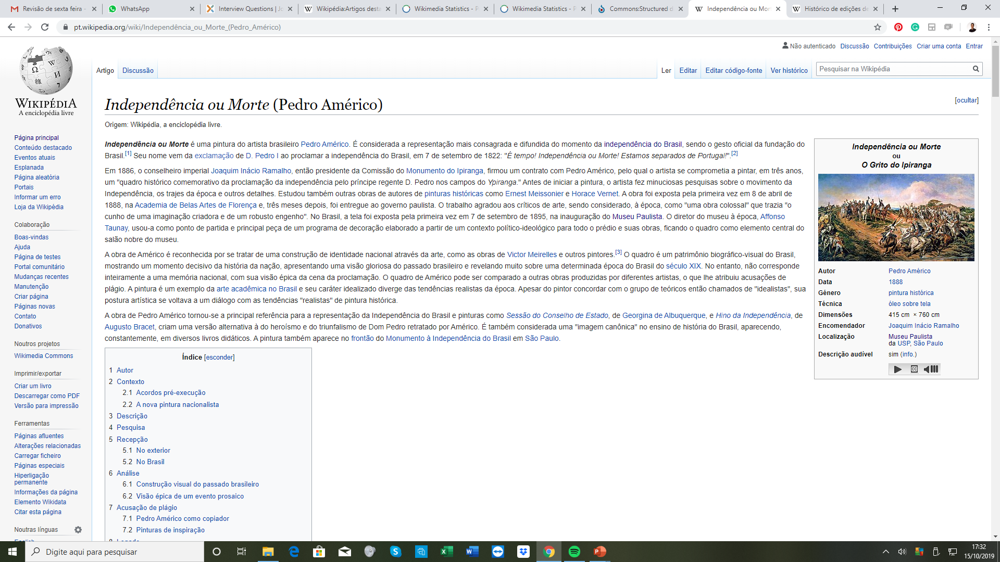 Revisão de sexta feira -
WhatsApp
Interview Questions | Jo
Wikipédia:Artigos desta
Wikimedia Statistics - P
Wikimedia Statistics - P
Commons:Structured d
Independência ou Mort
Histórico de edições de
pt.wikipedia.org/wiki/Independência_ou_Morte_(Pedro_Américo)
Não autenticado Discussão Contribuições Criar uma conta Entrar
Artigo Discussão Ler Editar Editar código-fonte Ver histórico Pesquisar na Wikipédia
WIKIPÉDIA
A enciclopédia livre
Página principal
Conteúdo destacado
Eventos atuais
Esplanada
Página aleatória
Portais
Informar um erro
Loja da Wikipédia
Colaboração
Boas-vindas
Ajuda
Página de testes
Portal comunitário
Mudanças recentes
Manutenção
Criar página
Páginas novas
Contato
Donativos
Noutros projetos
Wikimedia Commons
Imprimir/exportar
Criar um livro
Descarregar como PDF
Versão para impressão
Ferramentas
Páginas afluentes
Alterações relacionadas
Carregar ficheiro
Páginas especiais
Hiperligação
permanente
Informações da página
Elemento Wikidata
Citar esta página
Noutras línguas
English
Independência ou Morte (Pedro Américo)
[ocultar]
Origem: Wikipédia, a enciclopédia livre.
Independência ou Morte é uma pintura do artista brasileiro Pedro Américo. É considerada a representação mais consagrada e difundida do momento da independência do Brasil, sendo o gesto oficial da fundação do
Brasil.[1] Seu nome vem da exclamação de D. Pedro I ao proclamar a independência do Brasil, em 7 de setembro de 1822: "É tempo! Independência ou Morte! Estamos separados de Portugal!".[2]
Em 1886, o conselheiro imperial Joaquim Inácio Ramalho, então presidente da Comissão do Monumento do Ipiranga, firmou um contrato com Pedro Américo, pelo qual o artista se comprometia a pintar, em três anos,
um "quadro histórico comemorativo da proclamação da independência pelo príncipe regente D. Pedro nos campos do Ypiranga." Antes de iniciar a pintura, o artista fez minuciosas pesquisas sobre o movimento da
Independência, os trajes da época e outros detalhes. Estudou também outras obras de autores de pinturas históricas como Ernest Meissonier e Horace Vernet. A obra foi exposta pela primeira vez em 8 de abril de
1888, na Academia de Belas Artes de Florença e, três meses depois, foi entregue ao governo paulista. O trabalho agradou aos críticos de arte, sendo considerado, à época, como "uma obra colossal" que trazia "o
cunho de uma imaginação criadora e de um robusto engenho". No Brasil, a tela foi exposta pela primeira vez em 7 de setembro de 1895, na inauguração do Museu Paulista. O diretor do museu à época, Affonso
Taunay, usou-a como ponto de partida e principal peça de um programa de decoração elaborado a partir de um contexto político-ideológico para todo o prédio e suas obras, ficando o quadro como elemento central do
salão nobre do museu.
A obra de Américo é reconhecida por se tratar de uma construção de identidade nacional através da arte, como as obras de Victor Meirelles e outros pintores.[3] O quadro é um patrimônio biográfico-visual do Brasil,
mostrando um momento decisivo da história da nação, apresentando uma visão gloriosa do passado brasileiro e revelando muito sobre uma determinada época do Brasil do século XIX. No entanto, não corresponde
inteiramente a uma memória nacional, com sua visão épica da cena da proclamação. O quadro de Américo pode ser comparado a outras obras produzidas por diferentes artistas, o que lhe atribuiu acusações de
plágio. A pintura é um exemplo da arte acadêmica no Brasil e seu caráter idealizado diverge das tendências realistas da época. Apesar do pintor concordar com o grupo de teóricos então chamados de "idealistas", sua
postura artística se voltava a um diálogo com as tendências "realistas" de pintura histórica.
A obra de Pedro Américo tornou-se a principal referência para a representação da Independência do Brasil e pinturas como Sessão do Conselho de Estado, de Georgina de Albuquerque, e Hino da Independência, de
Augusto Bracet, criam uma versão alternativa à do heroísmo e do triunfalismo de Dom Pedro retratado por Américo. É também considerada uma "imagem canônica" no ensino de história do Brasil, aparecendo,
constantemente, em diversos livros didáticos. A pintura também aparece no frontão do Monumento à Independência do Brasil em São Paulo.
Índice [esconder]
1 Autor
2 Contexto
2.1 Acordos pré-execução
2.2 A nova pintura nacionalista
3 Descrição
4 Pesquisa
5 Recepção
5.1 No exterior
5.2 No Brasil
6 Análise
6.1 Construção visual do passado brasileiro
6.2 Visão épica de um evento prosaico
7 Acusação de plágio
7.1 Pedro Américo como copiador
7.2 Pinturas de inspiração
8 Legado
Independência ou Morte
ou
O Grito do Ipiranga
Autor Pedro Américo
Data 1888
Género pintura histórica
Técnica óleo sobre tela
Dimensões 415 cm × 760 cm
Encomendador Joaquim Inácio Ramalho
Localização Museu Paulista
da USP, São Paulo
Descrição audível sim (info.)
CC
Digite aqui para pesquisar
17:32
15/10/2019